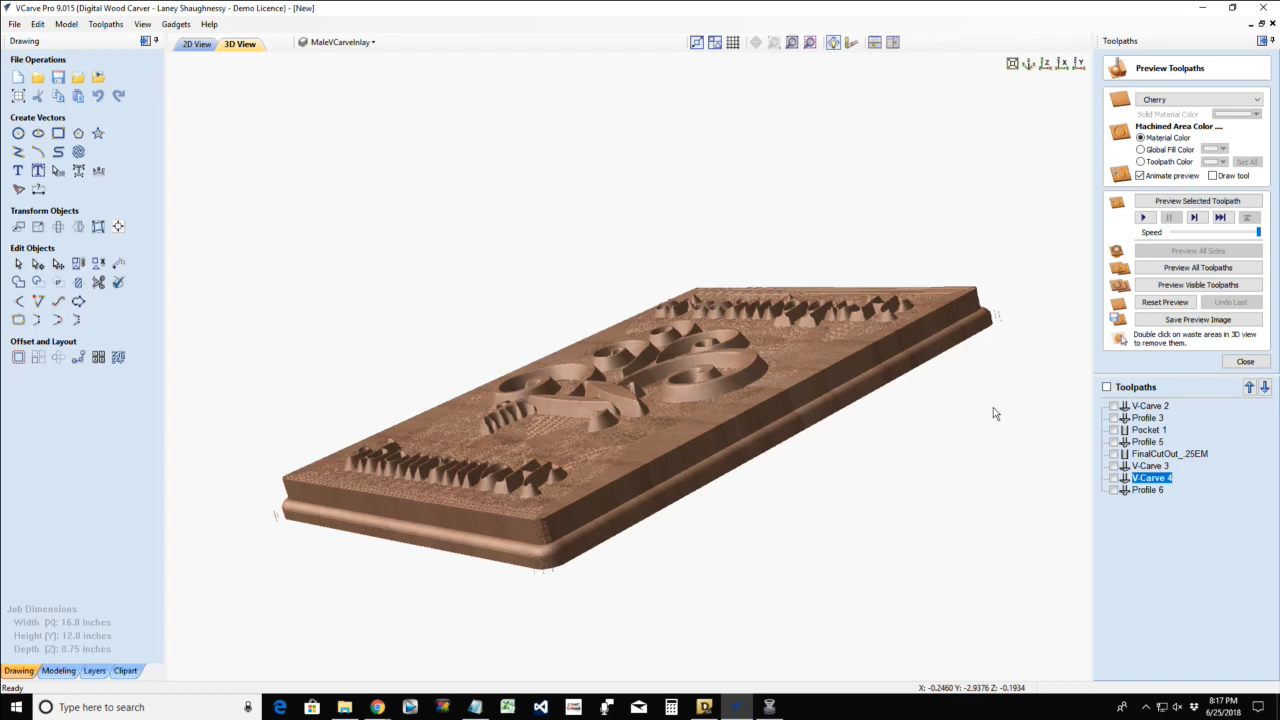 VCarve Pro 9.015 {Digital Wood Carver - Laney Shaughnessy - Demo Licence} - [New]
File Edit Model Toolpaths View Gadgets Help
Drawing
2D View 3D View MaleVCarveInlay
Toolpaths
File Operations
Create Vectors
Transform Objects
Edit Objects
Offset and Layout
Job Dimensions
Width (X): 16.0 inches
Height (Y): 12.0 inches
Depth (Z): 0.75 inches
Drawing Modeling Layers Clipart
Preview Toolpaths
Cherry
Solid Material Color
Machined Area Color ....
Material Color
Global Fill Color
Toolpath Color Set All
Animate preview Draw tool
Preview Selected Toolpath
Speed
Preview All Sides
Preview All Toolpaths
Preview Visible Toolpaths
Reset Preview Undo Last
Save Preview Image
Double click on waste areas in 3D view
to remove them.
Close
Toolpaths
V-Carve 2
Profile 3
Pocket 1
Profile 5
FinalCutOut_.25EM
V-Carve 3
V-Carve 4
Profile 6
Ready
X: -0.2460 Y: -2.9376 Z: -0.1934
Type here to search
8:17 PM
6/25/2018